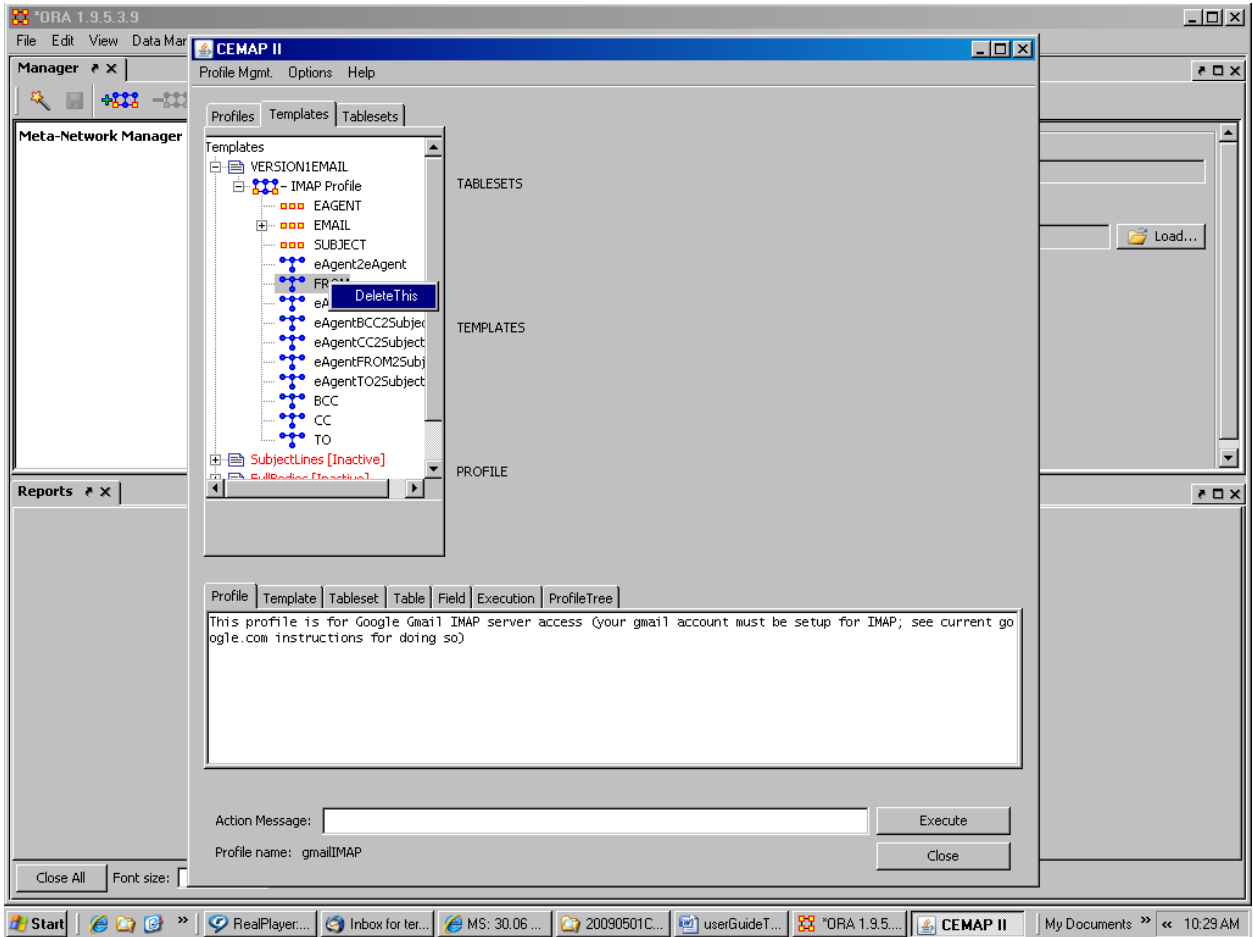 *ORA 1.9.5.3.9
File Edit View Data Mar
Manager
Meta-Network Manager
Load...
CEMAP II
Profile Mgmt. Options Help
Profiles Templates Tablesets
Templates
VERSION1EMAIL
– IMAP Profile
EAGENT
EMAIL
SUBJECT
eAgent2eAgent
FROM
DeleteThis
eA
eAgentBCC2Subjec
eAgentCC2Subject
eAgentFROM2Subj
eAgentTO2Subject
BCC
CC
TO
SubjectLines [Inactive]
FullBodies [Inactive]
TABLESETS
TEMPLATES
PROFILE
Reports
Profile Template Tableset Table Field Execution ProfileTree
This profile is for Google Gmail IMAP server access (your gmail account must be setup for IMAP; see current go
ogle.com instructions for doing so)
Action Message:
Execute
Profile name: gmailIMAP
Close
Close All Font size:
Start » RealPlayer:... Inbox for ter... MS: 30.06 ... 20090501C... userGuideT... *ORA 1.9.5.... CEMAP II My Documents » « 10:29 AM